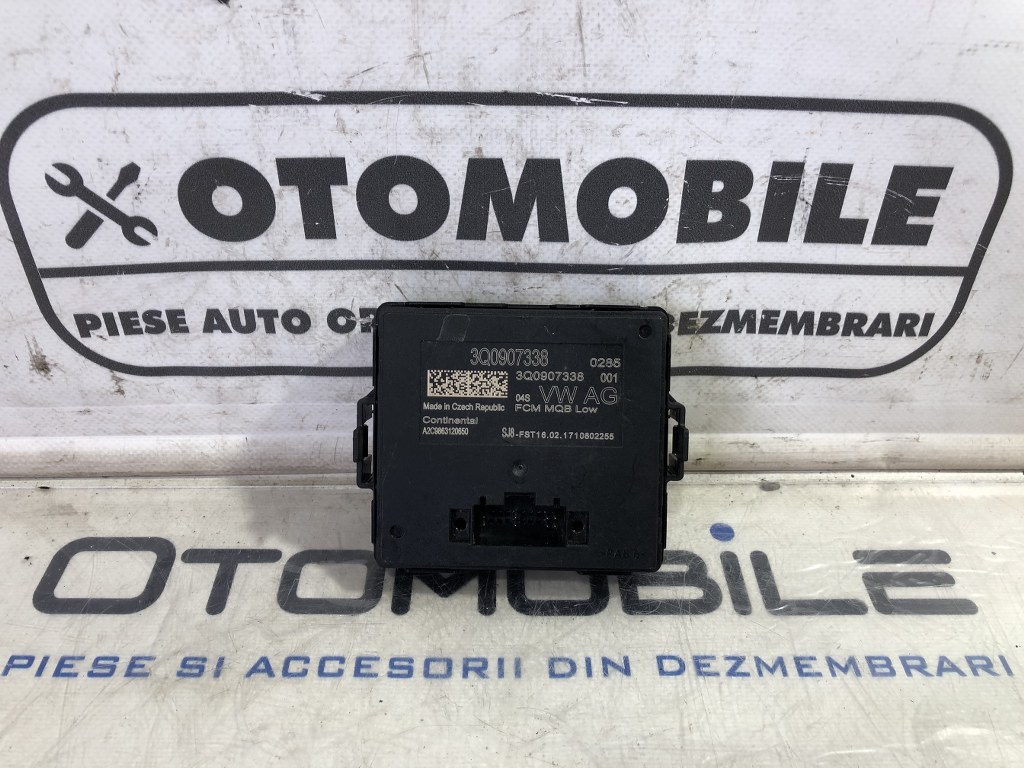 OTOMOBILE
PIESE AUTO
DEZMEMBRARI
3Q0907338 0285
3Q0907338 001
04S VW AG
Made in Czech Republic FCM MQB Low
Continental
A2C9863120650 SJ8-FST16.02.1710802255
OTOMOBILE
PIESE SI ACCESORII DIN DEZMEMBRARI